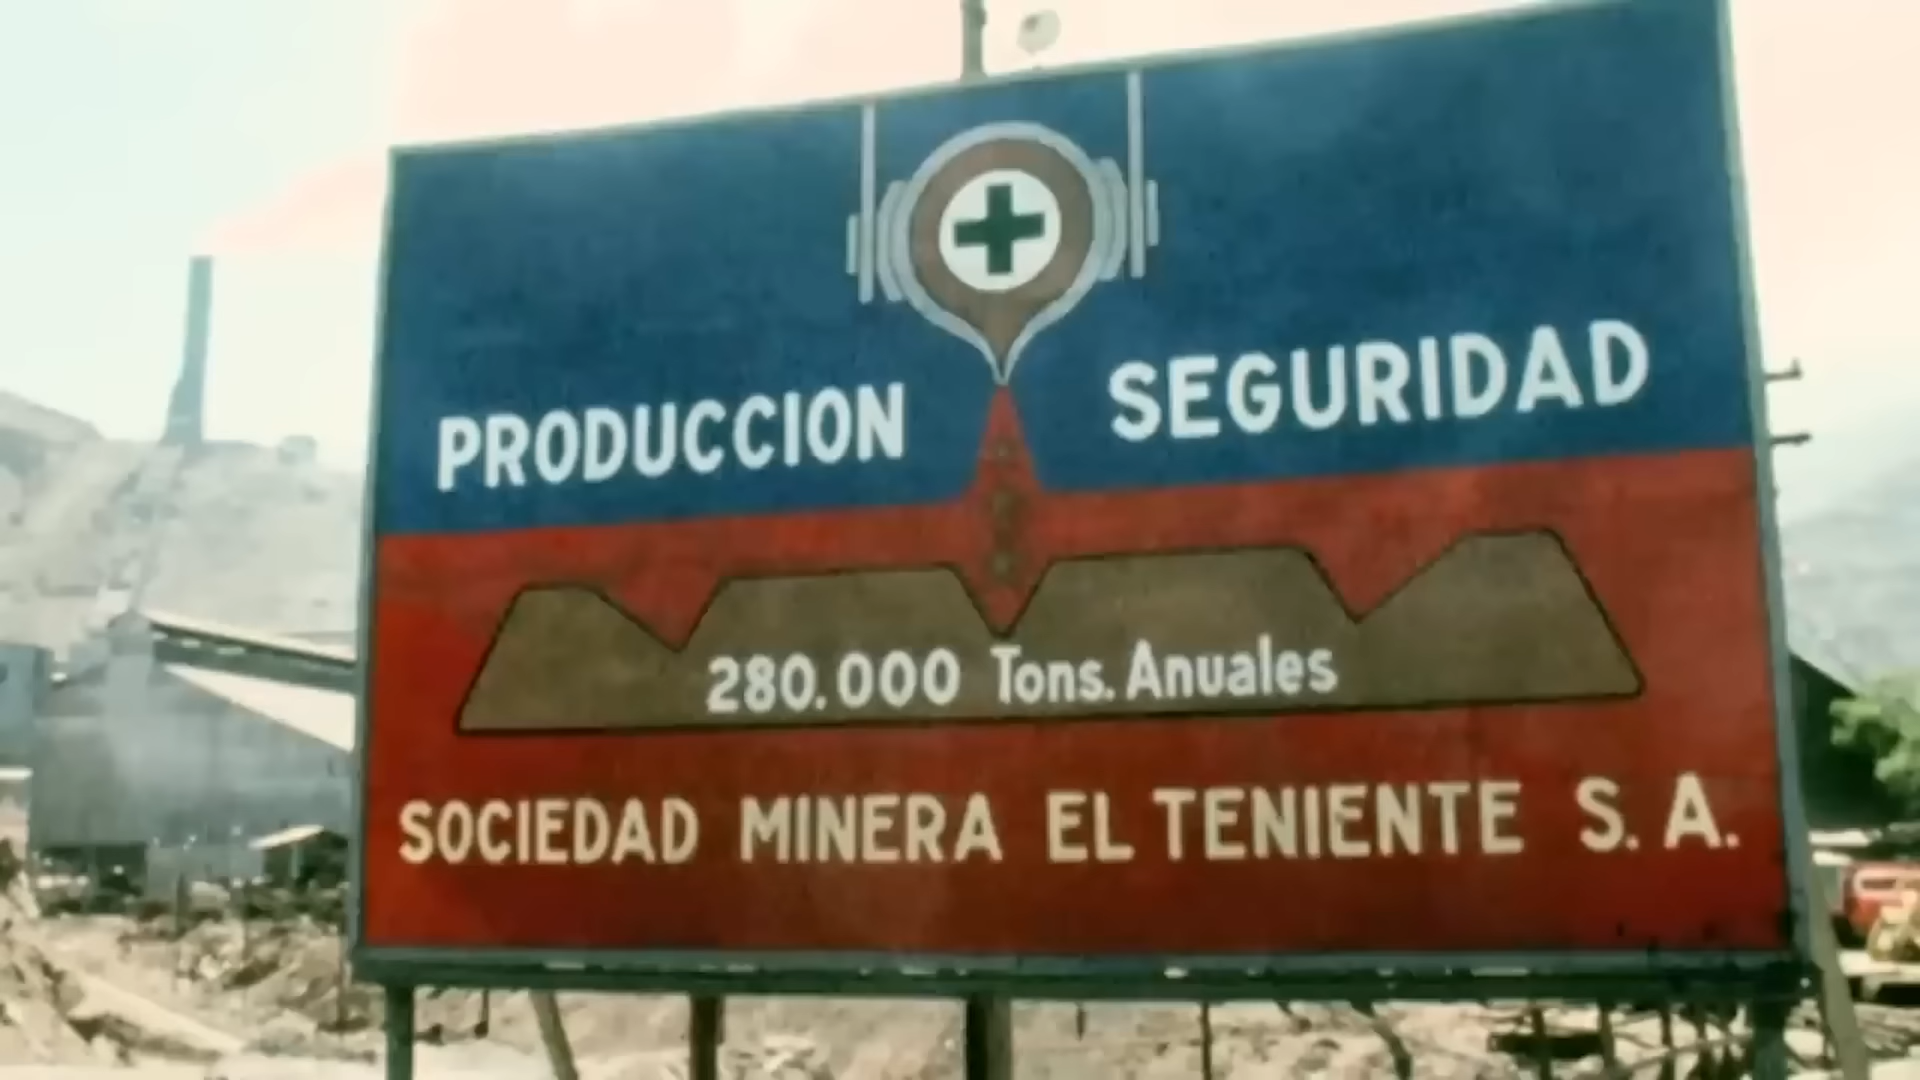 PRODUCCION SEGURIDAD
280.000 Tons. Anuales
SOCIEDAD MINERA EL TENIENTE S. A.